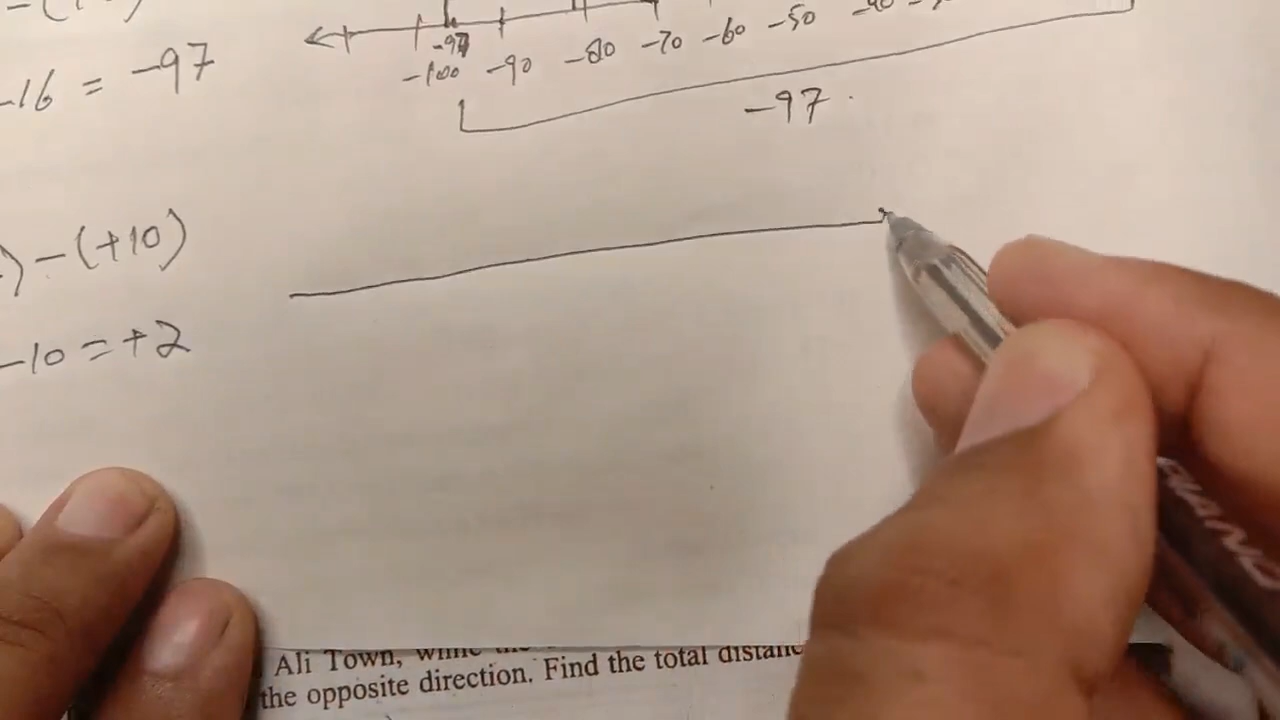 -16 = -97
-97
-100 -90 -80 -70 -60 -50
-97
-(+10)
-10 = +2
Ali Town,
the opposite direction. Find the total